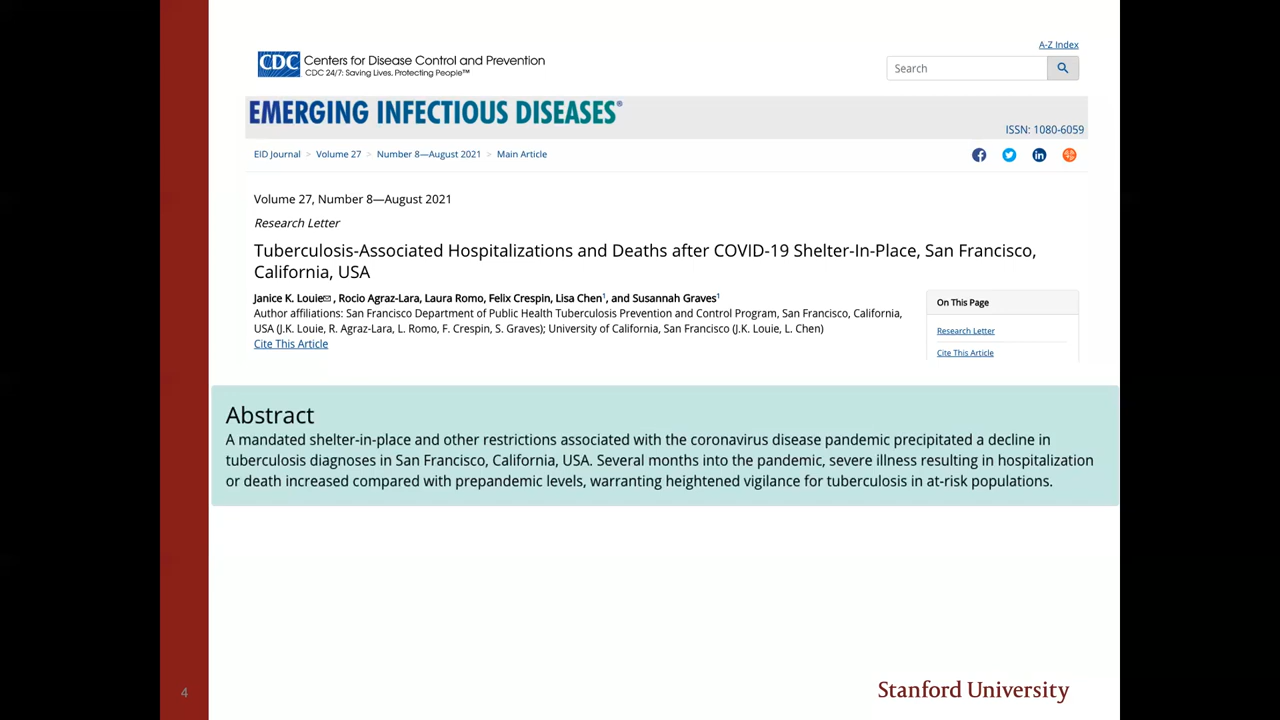 A-Z Index
CDC Centers for Disease Control and Prevention
CDC 24/7: Saving Lives, Protecting People™
Search
EMERGING INFECTIOUS DISEASES®
ISSN: 1080-6059
EID Journal > Volume 27 > Number 8—August 2021 > Main Article
Volume 27, Number 8—August 2021
Research Letter
Tuberculosis-Associated Hospitalizations and Deaths after COVID-19 Shelter-In-Place, San Francisco,
California, USA
Janice K. Louie✉, Rocio Agraz-Lara, Laura Romo, Felix Crespin, Lisa Chen¹, and Susannah Graves¹
Author affiliations: San Francisco Department of Public Health Tuberculosis Prevention and Control Program, San Francisco, California,
USA (J.K. Louie, R. Agraz-Lara, L. Romo, F. Crespin, S. Graves); University of California, San Francisco (J.K. Louie, L. Chen)
Cite This Article
On This Page
Research Letter
Cite This Article
Abstract
A mandated shelter-in-place and other restrictions associated with the coronavirus disease pandemic precipitated a decline in
tuberculosis diagnoses in San Francisco, California, USA. Several months into the pandemic, severe illness resulting in hospitalization
or death increased compared with prepandemic levels, warranting heightened vigilance for tuberculosis in at-risk populations.
4
Stanford University